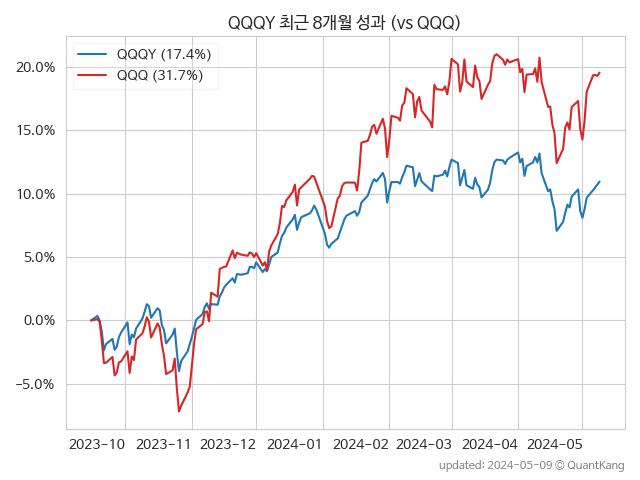 QQQY 최근 8개월 성과 (vs QQQ)
QQQY (17.4%)
QQQ (31.7%)
20.0%
15.0%
10.0%
5.0%
0.0%
−5.0%
2023−10 2023−11 2023−12 2024−01 2024−02 2024−03 2024−04 2024−05
updated: 2024-05-09 © QuantKang